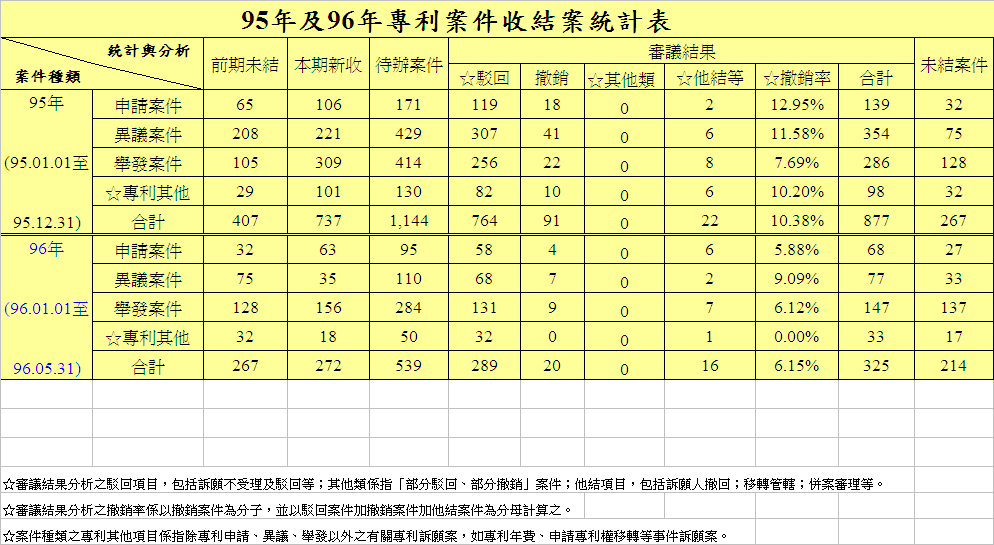 95年及96年專利案件收結案統計表
統計與分析 案件種類 前期未結 本期新收 待辦案件 審議結果 未結案件
☆駁回 撤銷 ☆其他類 ☆他結等 ☆撤銷率 合計
95年 申請案件 65 106 171 119 18 0 2 12.95% 139 32
異議案件 208 221 429 307 41 0 6 11.58% 354 75
(95.01.01至 舉發案件 105 309 414 256 22 0 8 7.69% 286 128
☆專利其他 29 101 130 82 10 0 6 10.20% 98 32
95.12.31) 合計 407 737 1,144 764 91 0 22 10.38% 877 267
96年 申請案件 32 63 95 58 4 0 6 5.88% 68 27
異議案件 75 35 110 68 7 0 2 9.09% 77 33
(96.01.01至 舉發案件 128 156 284 131 9 0 7 6.12% 147 137
☆專利其他 32 18 50 32 0 0 1 0.00% 33 17
96.05.31) 合計 267 272 539 289 20 0 16 6.15% 325 214
☆審議結果分析之駁回項目，包括訴願不受理及駁回等；其他類係指「部分駁回、部分撤銷」案件；他結項目，包括訴願人撤回；移轉管轄；併案審理等。
☆審議結果分析之撤銷率係以撤銷案件為分子，並以駁回案件加撤銷案件加他結案件為分母計算之。
☆案件種類之專利其他項目係指除專利申請、異議、舉發以外之有關專利訴願案，如專利年費、申請專利權移轉等事件訴願案。